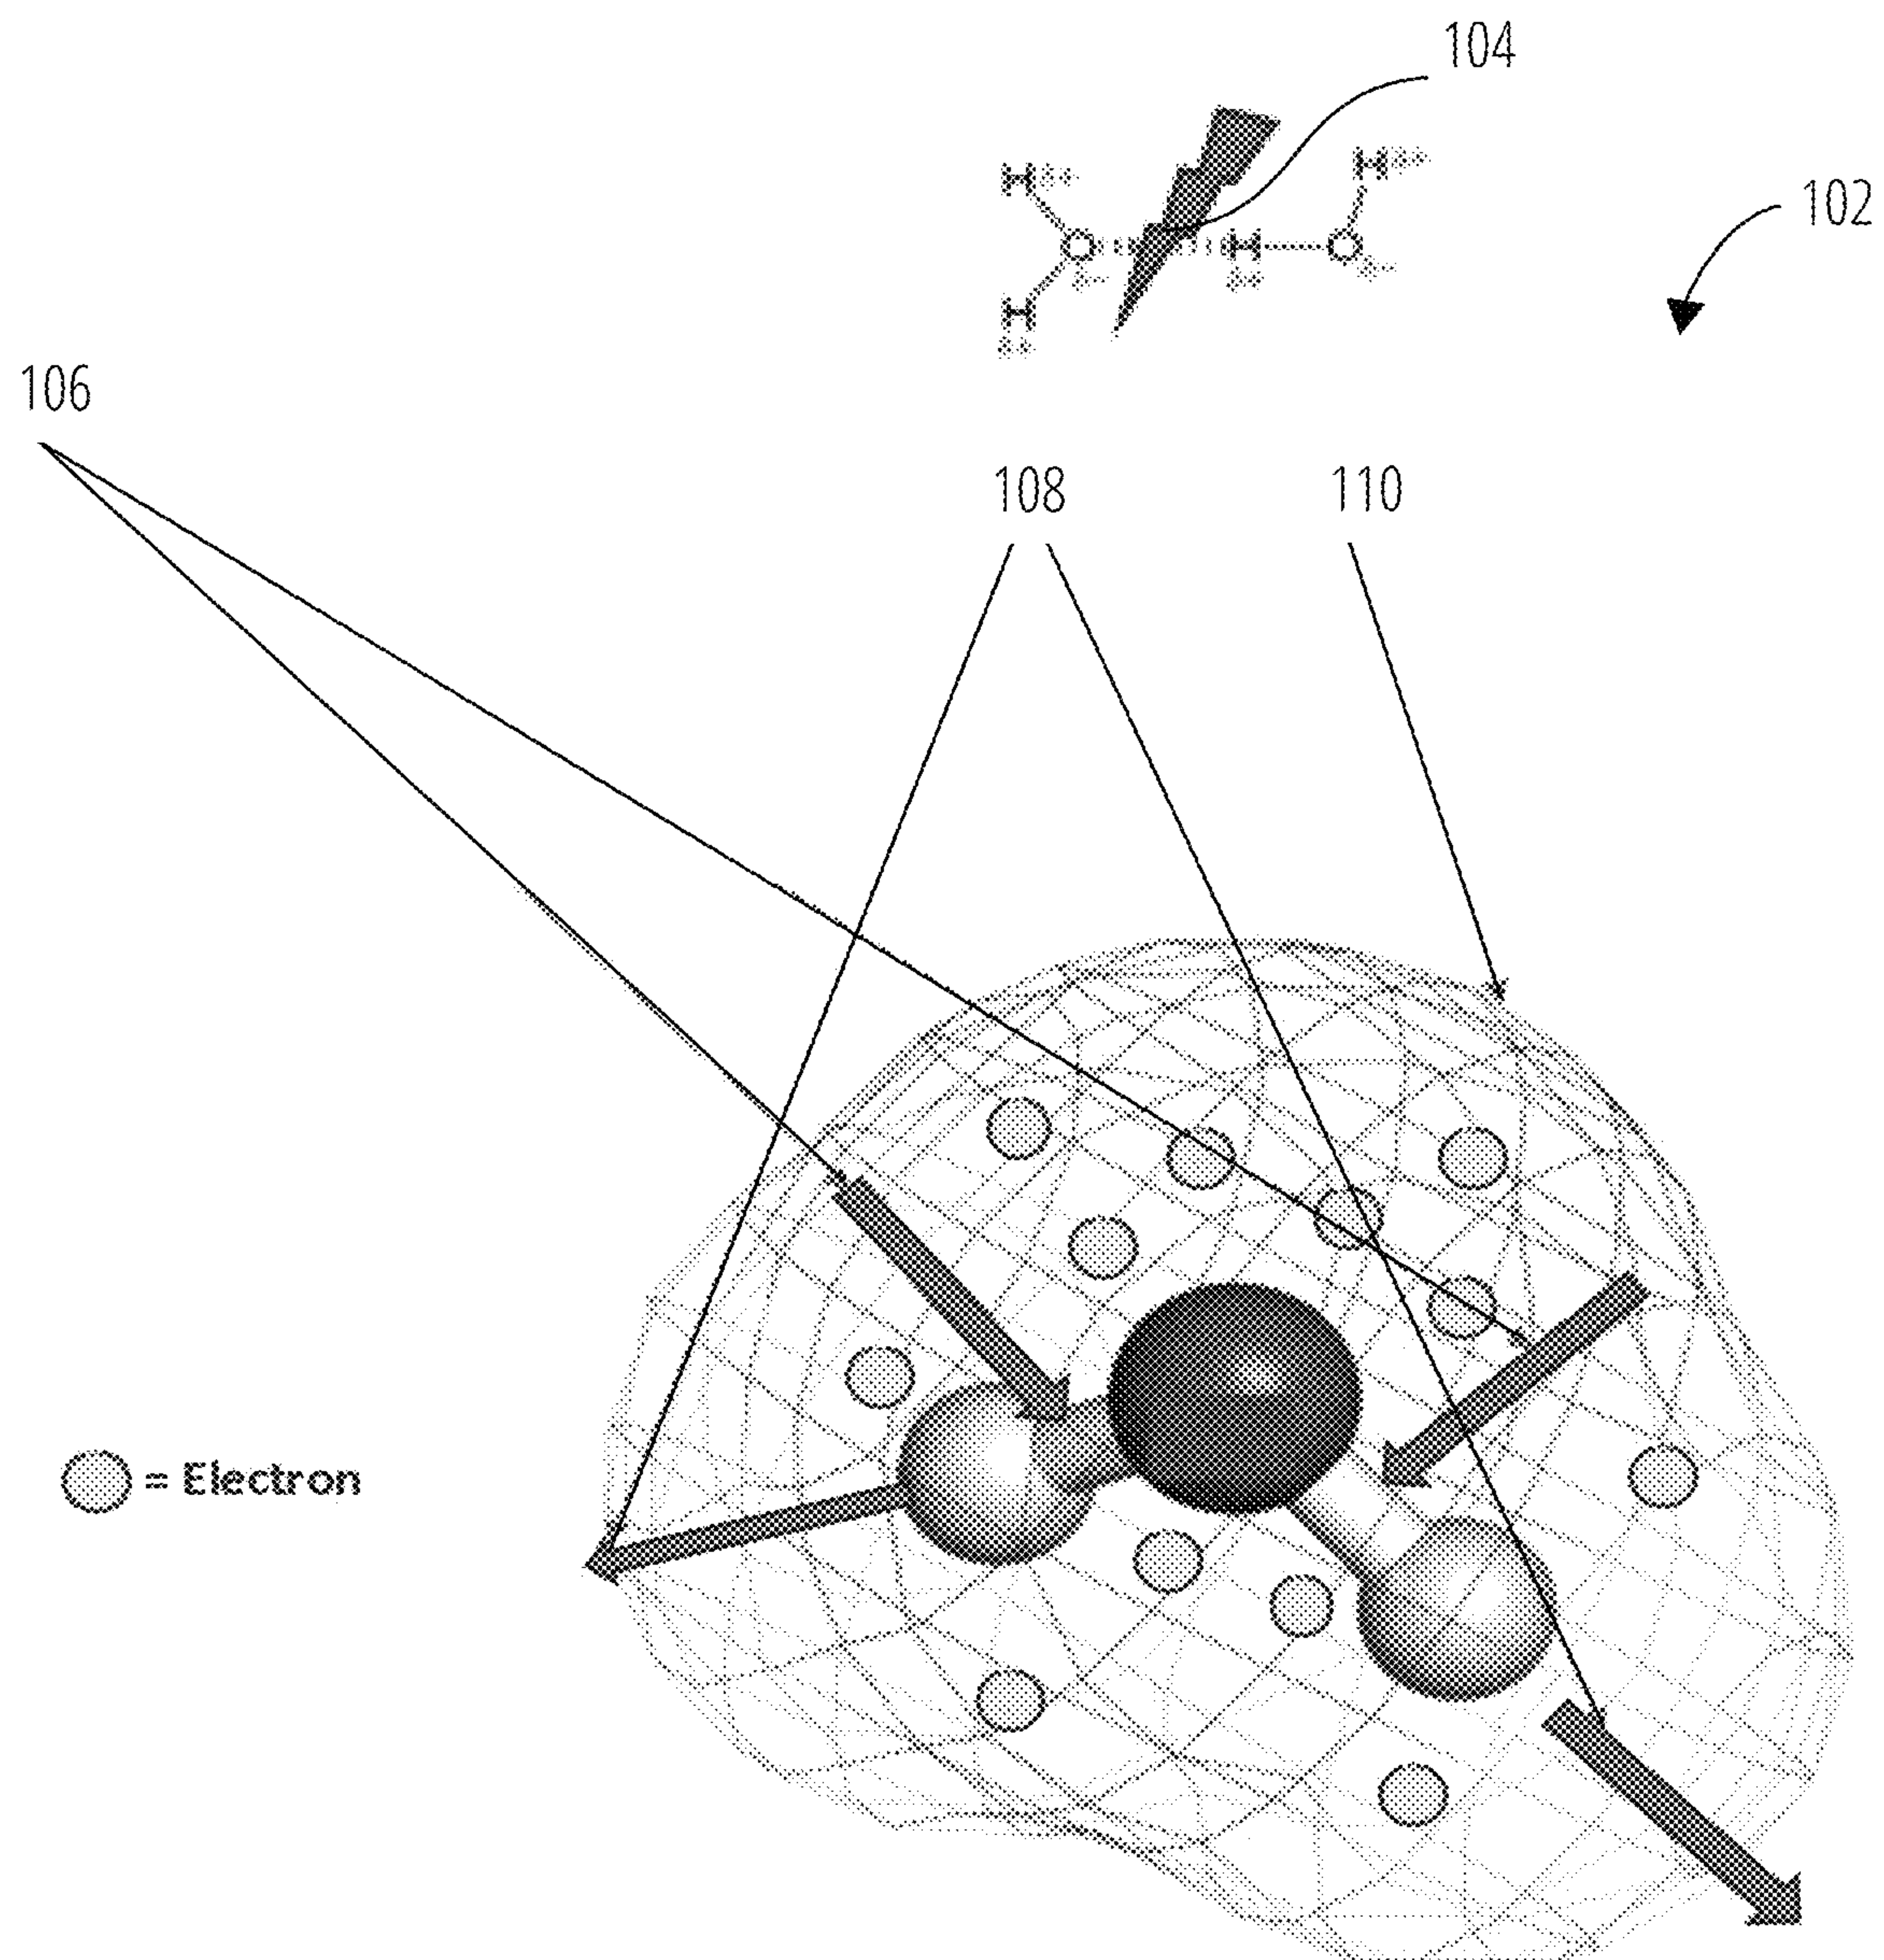 104
H δ+ H δ+
102
O δ- H δ+ O δ-
H δ+
106
108 110
= Electron